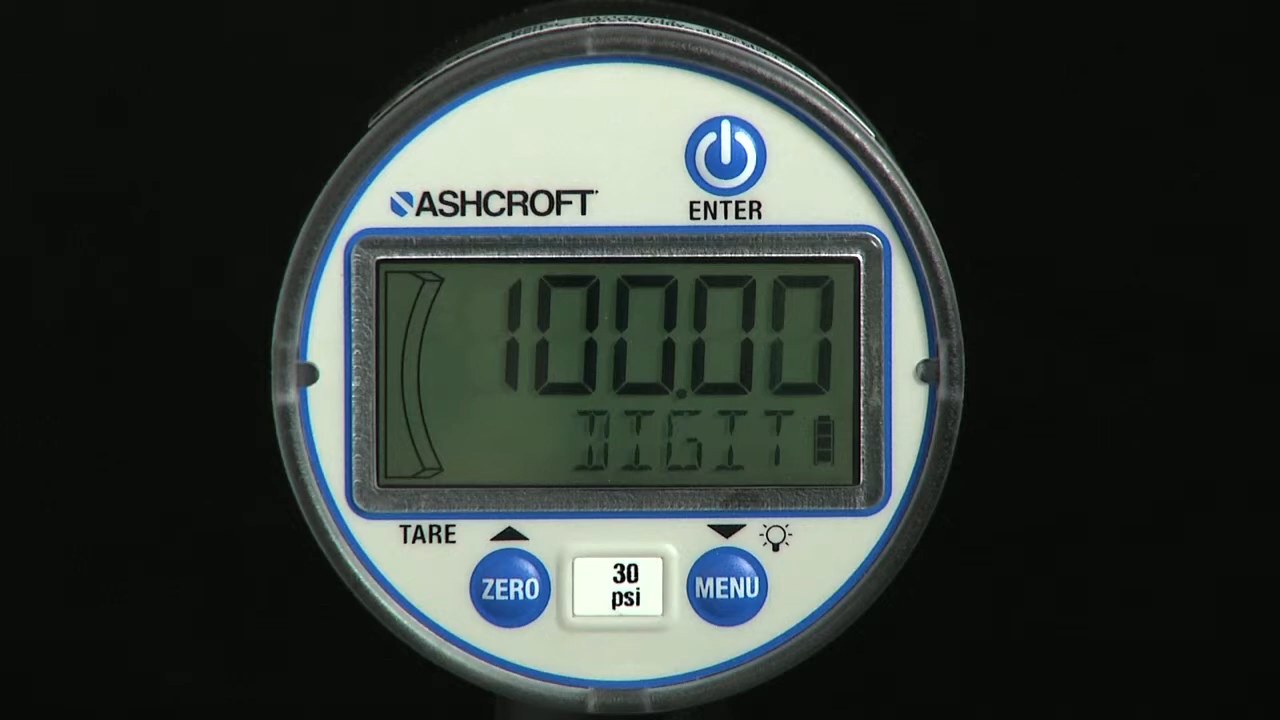 ASHCROFT
ENTER
100.00
DIGIT
TARE
ZERO
30
psi
MENU